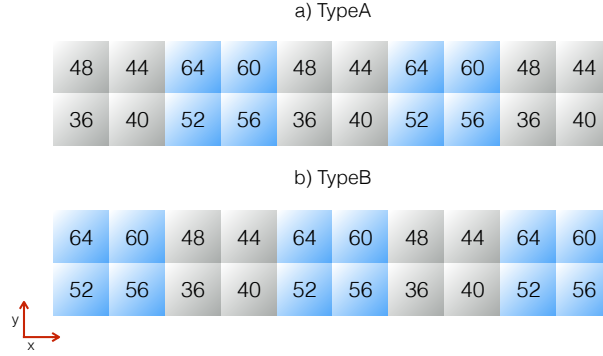 a) TypeA
48 44 64 60 48 44 64 60 48 44
36 40 52 56 36 40 52 56 36 40
b) TypeB
64 60 48 44 64 60 48 44 64 60
52 56 36 40 52 56 36 40 52 56
y
x